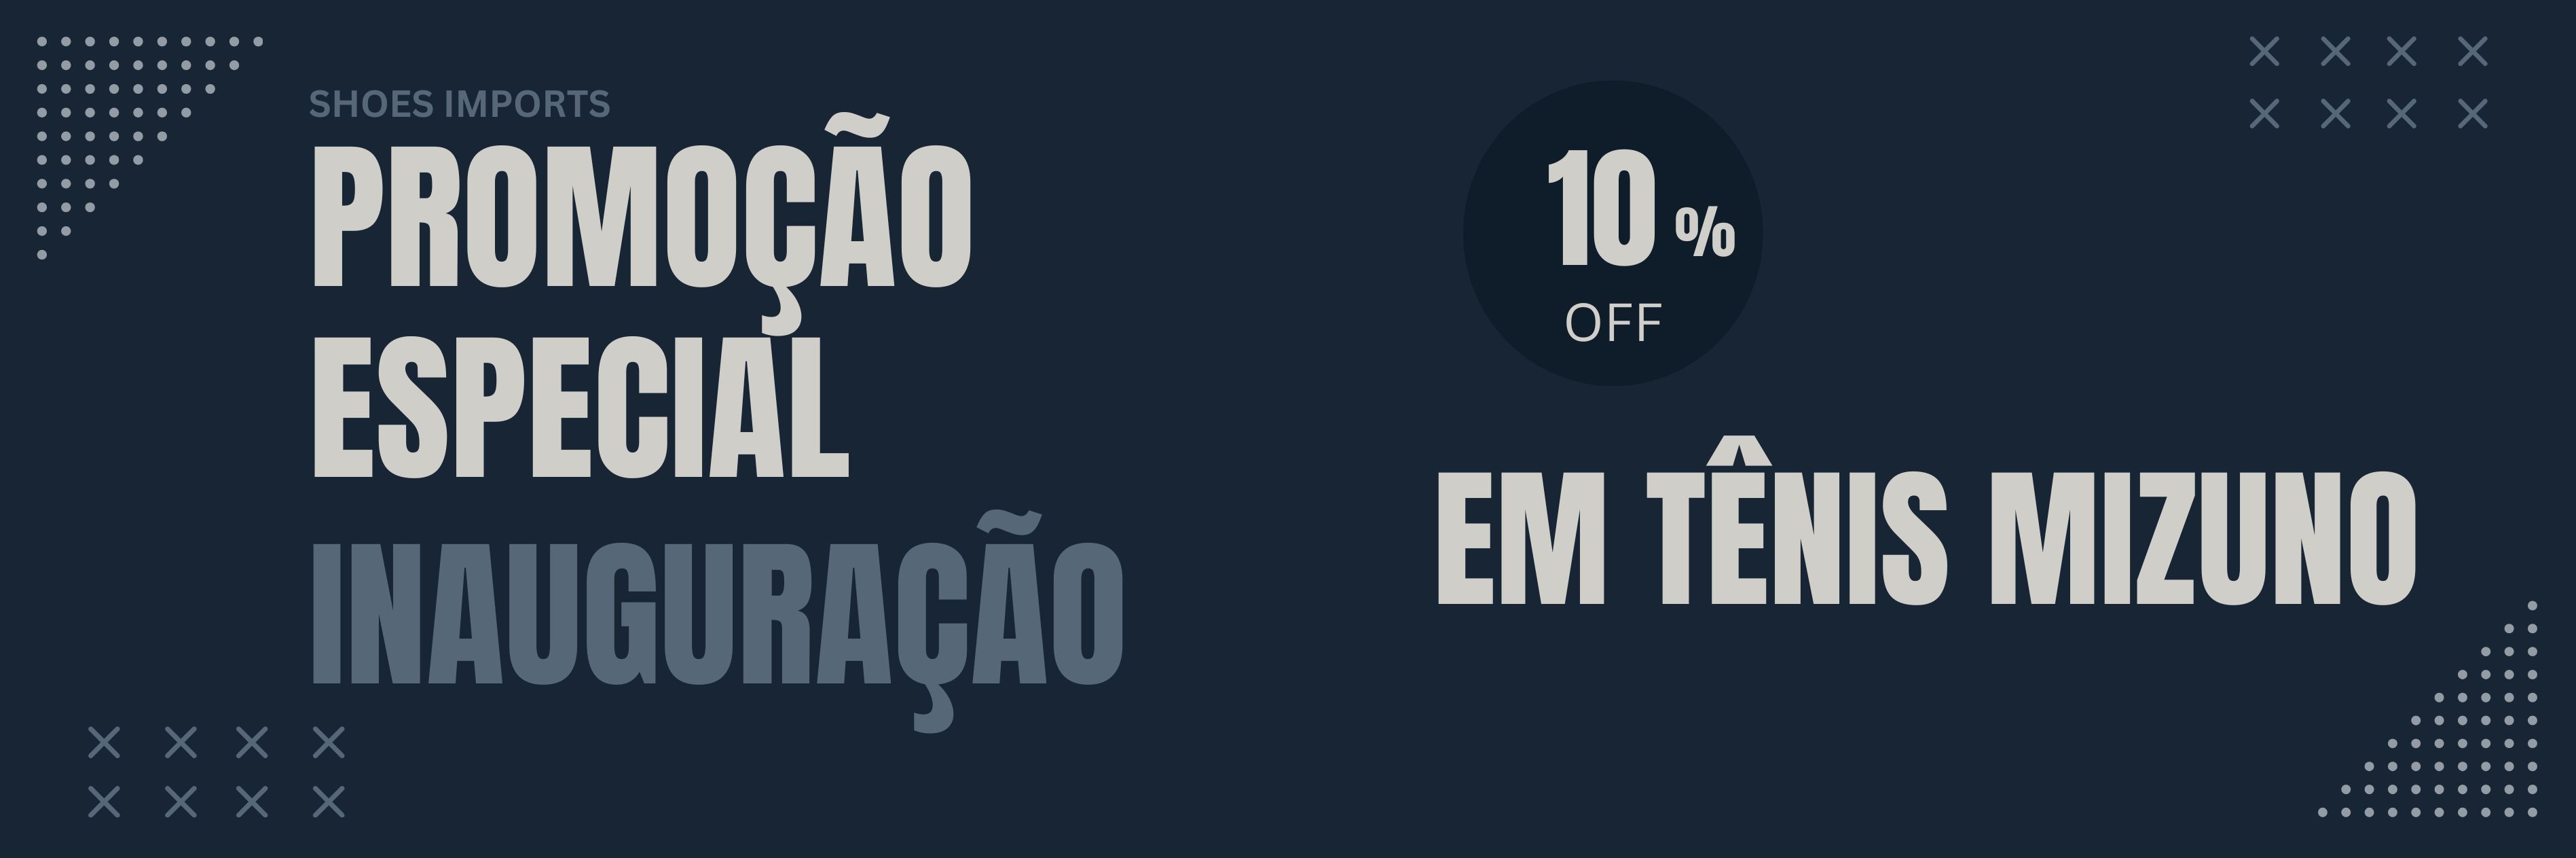 SHOES IMPORTS
PROMOÇÃO
ESPECIAL
INAUGURAÇÃO
10 %
OFF
EM TÊNIS MIZUNO